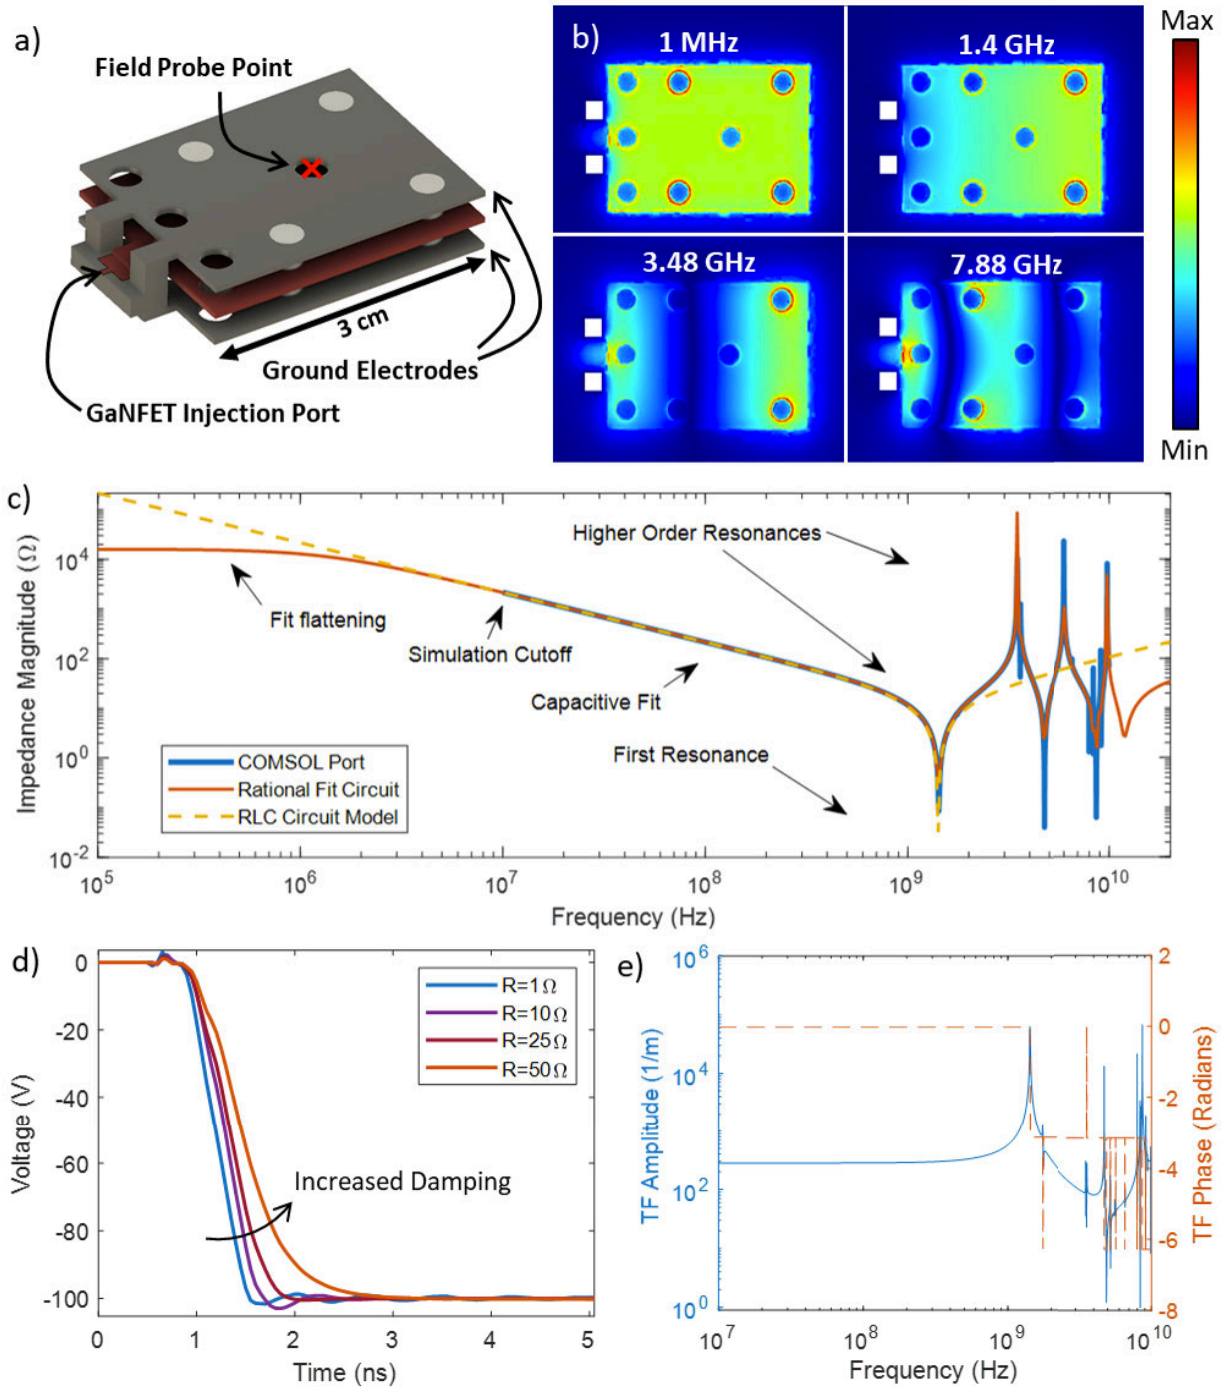 a)
Field Probe Point
3 cm
Ground Electrodes
GaNFET Injection Port
b)
1 MHz
1.4 GHz
3.48 GHz
7.88 GHz
Max
Min
c)
Impedance Magnitude (Ω)
10^4
10^2
10^0
10^-2
Higher Order Resonances
Fit flattening
Simulation Cutoff
Capacitive Fit
First Resonance
COMSOL Port
Rational Fit Circuit
RLC Circuit Model
10^5 10^6 10^7 10^8 10^9 10^10
Frequency (Hz)
d)
Voltage (V)
0
-20
-40
-60
-80
-100
R=1Ω
R=10Ω
R=25Ω
R=50Ω
Increased Damping
0 1 2 3 4 5
Time (ns)
e)
TF Amplitude (1/m)
10^6
10^4
10^2
10^0
2
0
-2
-4
-6
-8
TF Phase (Radians)
10^7 10^8 10^9 10^10
Frequency (Hz)